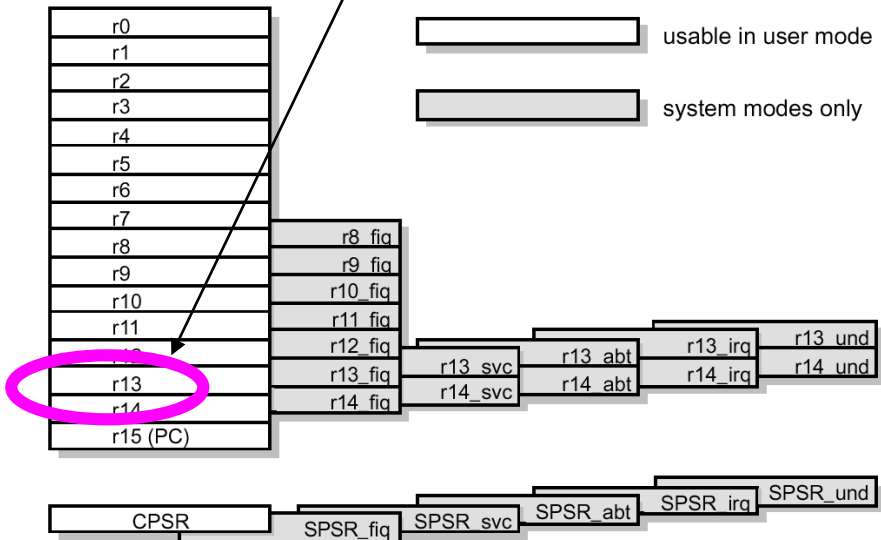 r0
r1
r2
r3
r4
r5
r6
r7
r8
r9
r10
r11
r12
r13
r14
r15 (PC)
usable in user mode
system modes only
r8_fiq
r9_fiq
r10_fiq
r11_fiq
r12_fiq
r13_fiq
r14_fiq
r13_svc
r14_svc
r13_abt
r14_abt
r13_irq
r14_irq
r13_und
r14_und
CPSR
SPSR_fiq
SPSR_svc
SPSR_abt
SPSR_irq
SPSR_und